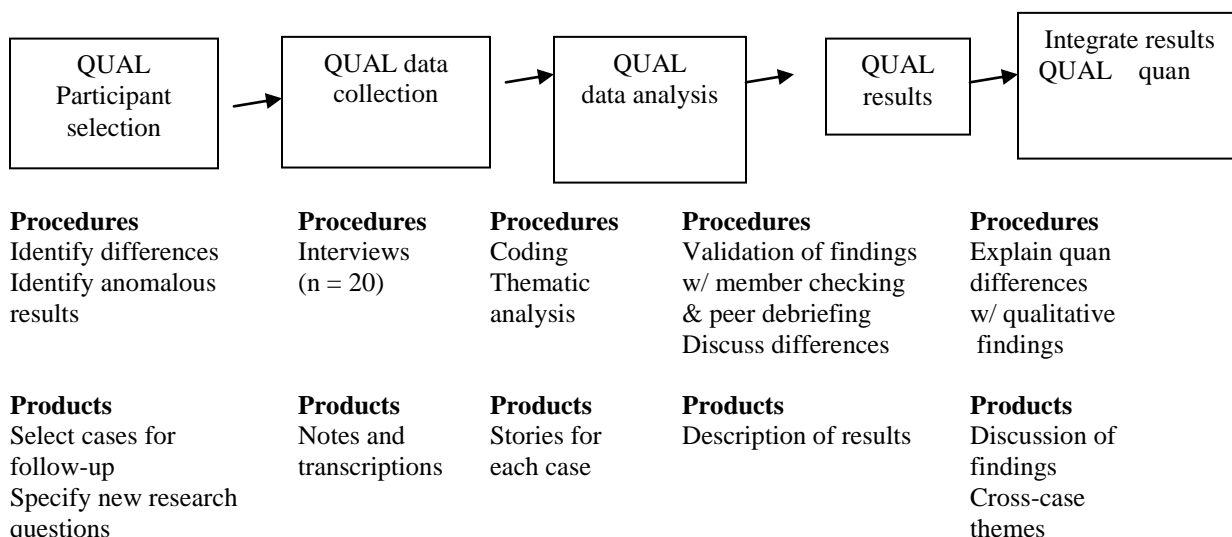 QUAL
Participant
selection
QUAL data
collection
QUAL
data analysis
QUAL
results
Integrate results
QUAL quan
Procedures
Identify differences
Identify anomalous
results
Procedures
Interviews
(n = 20)
Procedures
Coding
Thematic
analysis
Procedures
Validation of findings
w/ member checking
& peer debriefing
Discuss differences
Procedures
Explain quan
differences
w/ qualitative
findings
Products
Select cases for
follow-up
Specify new research
questions
Products
Notes and
transcriptions
Products
Stories for
each case
Products
Description of results
Products
Discussion of
findings
Cross-case
themes